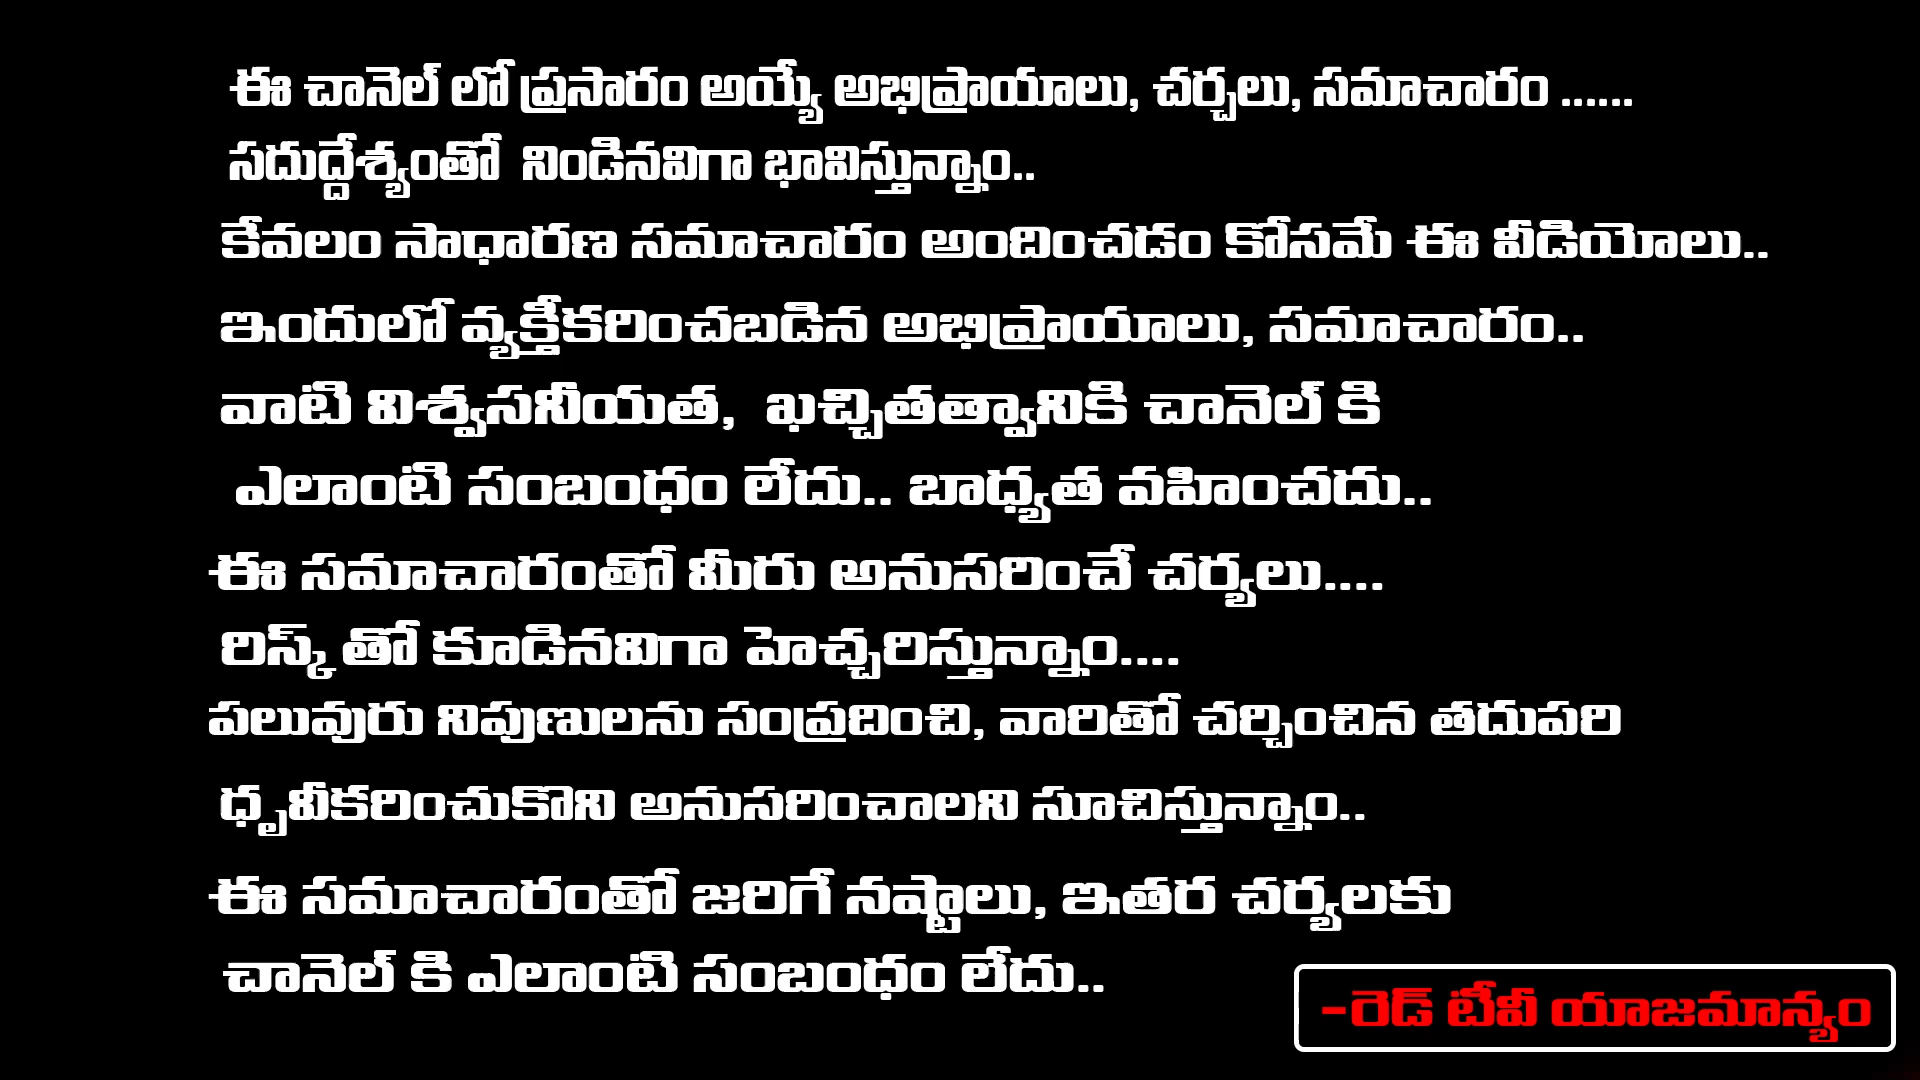 ఈ చానెల్ లో ప్రసారం అయ్యే అభిప్రాయాలు, చర్చలు, సమాచారం ......
సదుద్దేశ్యంతో నిండినవిగా భావిస్తున్నాం..
కేవలం సాధారణ సమాచారం అందించడం కోసమే ఈ వీడియోలు..
ఇందులో వ్యక్తీకరించబడిన అభిప్రాయాలు, సమాచారం..
వాటి విశ్వసనీయత, ఖచ్చితత్వానికి చానెల్ కి
ఎలాంటి సంబంధం లేదు.. బాధ్యత వహించదు..
ఈ సమాచారంతో మీరు అనుసరించే చర్యలు....
రిస్క్ తో కూడినవిగా హెచ్చరిస్తున్నాం....
పలువురు నిపుణులను సంప్రదించి, వారితో చర్చించిన తదుపరి
ధృవీకరించుకొని అనుసరించాలని సూచిస్తున్నాం..
ఈ సమాచారంతో జరిగే నష్టాలు, ఇతర చర్యలకు
చానెల్ కి ఎలాంటి సంబంధం లేదు..
-రెడ్ టీవీ యాజమాన్యం